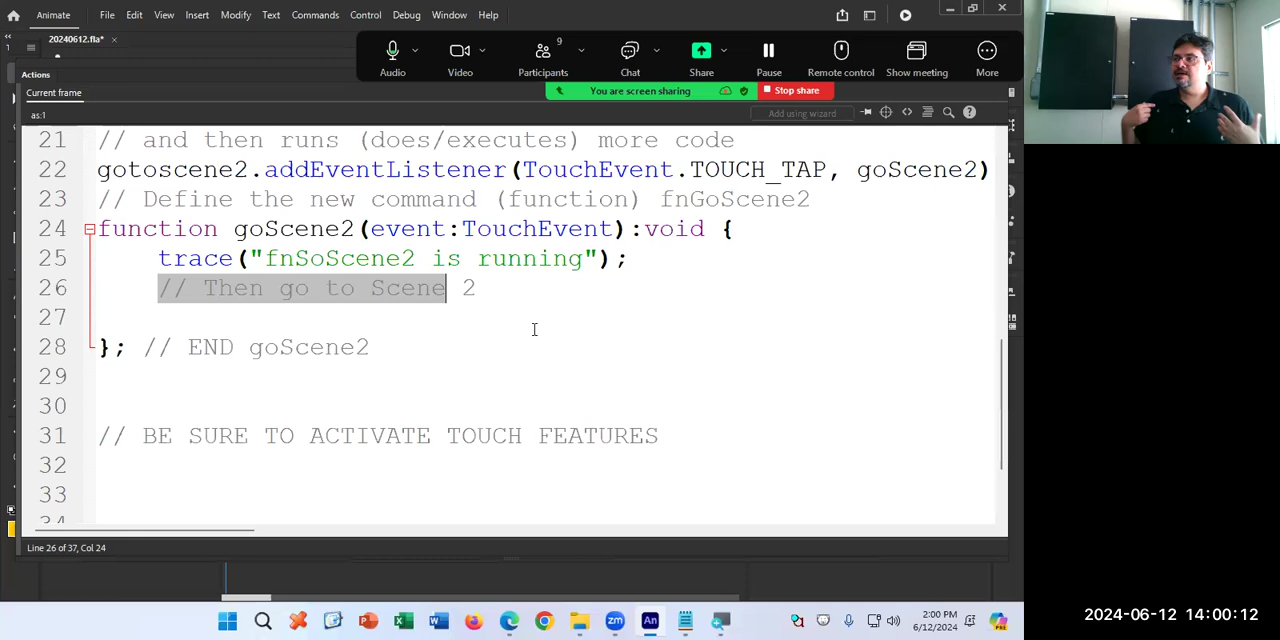 Animate File Edit View Insert Modify Text Commands Control Debug Window Help
20240612.fla* ×
9
Audio Video Participants Chat Share Pause Remote control Show meeting More
You are screen sharing Stop share
Actions
Current frame
as:1 Add using wizard
21 // and then runs (does/executes) more code
22 gotoscene2.addEventListener(TouchEvent.TOUCH_TAP, goScene2)
23 // Define the new command (function) fnGoScene2
24 function goScene2(event:TouchEvent):void {
25 trace("fnSoScene2 is running");
26 // Then go to Scene 2
27
28 }; // END goScene2
29
30
31 // BE SURE TO ACTIVATE TOUCH FEATURES
32
33
34
Line 26 of 37, Col 24
2:00 PM
6/12/2024
2024-06-12 14:00:12